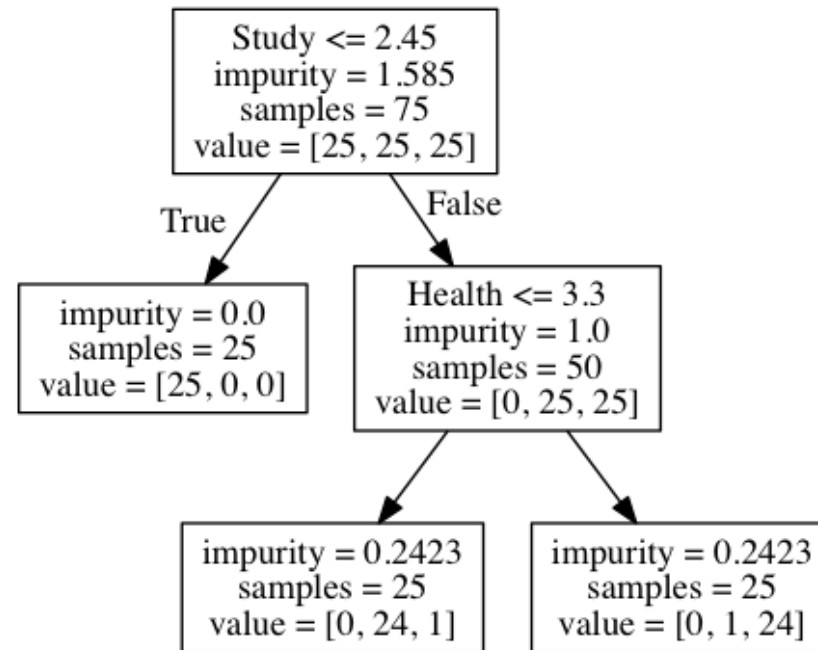 Study <= 2.45
impurity = 1.585
samples = 75
value = [25, 25, 25]
True
False
impurity = 0.0
samples = 25
value = [25, 0, 0]
Health <= 3.3
impurity = 1.0
samples = 50
value = [0, 25, 25]
impurity = 0.2423
samples = 25
value = [0, 24, 1]
impurity = 0.2423
samples = 25
value = [0, 1, 24]